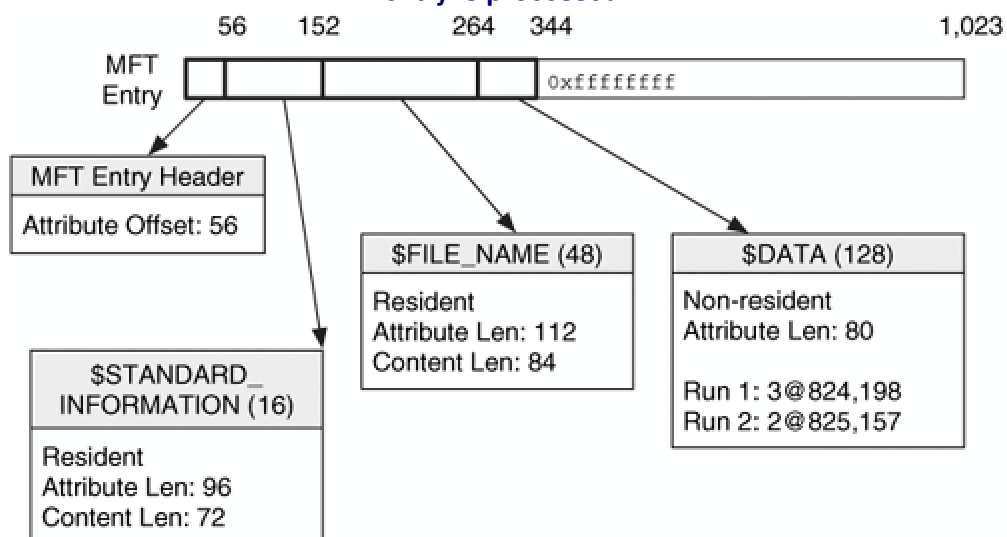 56 152 264 344 1,023
MFT
Entry
0xffffffff
MFT Entry Header
Attribute Offset: 56
$STANDARD_
INFORMATION (16)
Resident
Attribute Len: 96
Content Len: 72
$FILE_NAME (48)
Resident
Attribute Len: 112
Content Len: 84
$DATA (128)
Non-resident
Attribute Len: 80
Run 1: 3@824,198
Run 2: 2@825,157